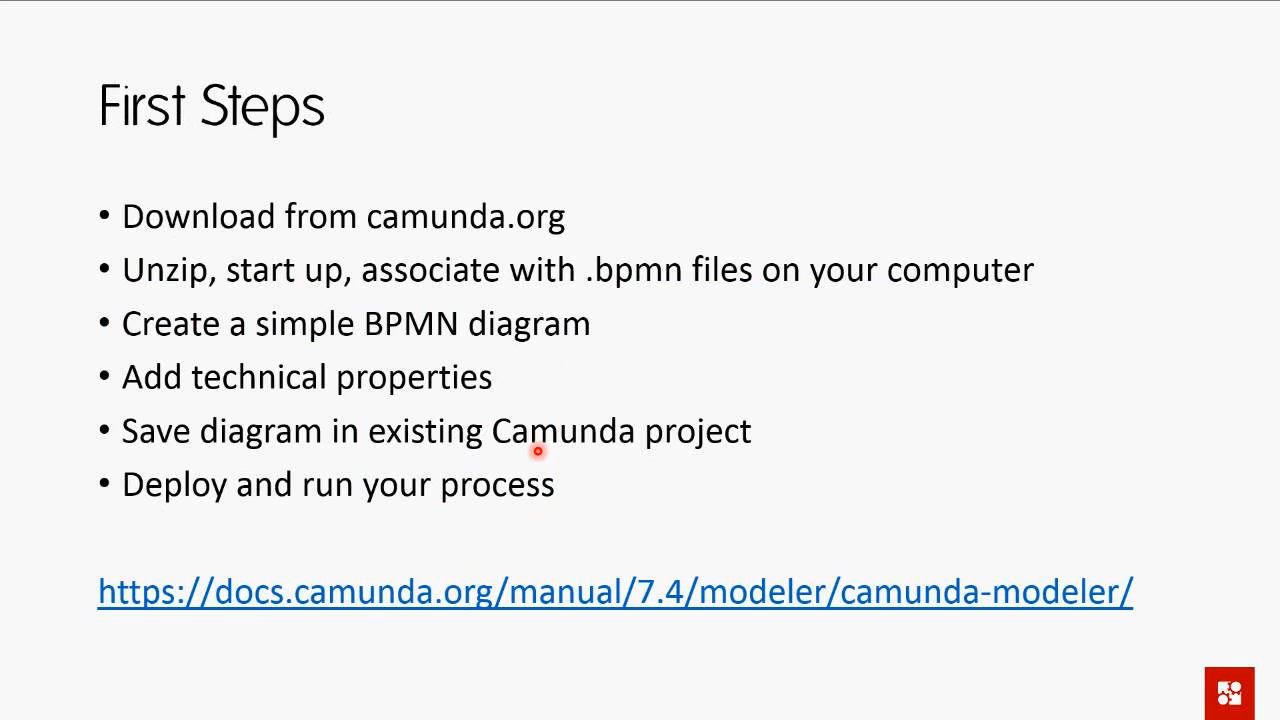 First Steps
• Download from camunda.org
• Unzip, start up, associate with .bpmn files on your computer
• Create a simple BPMN diagram
• Add technical properties
• Save diagram in existing Camunda project
• Deploy and run your process
https://docs.camunda.org/manual/7.4/modeler/camunda-modeler/